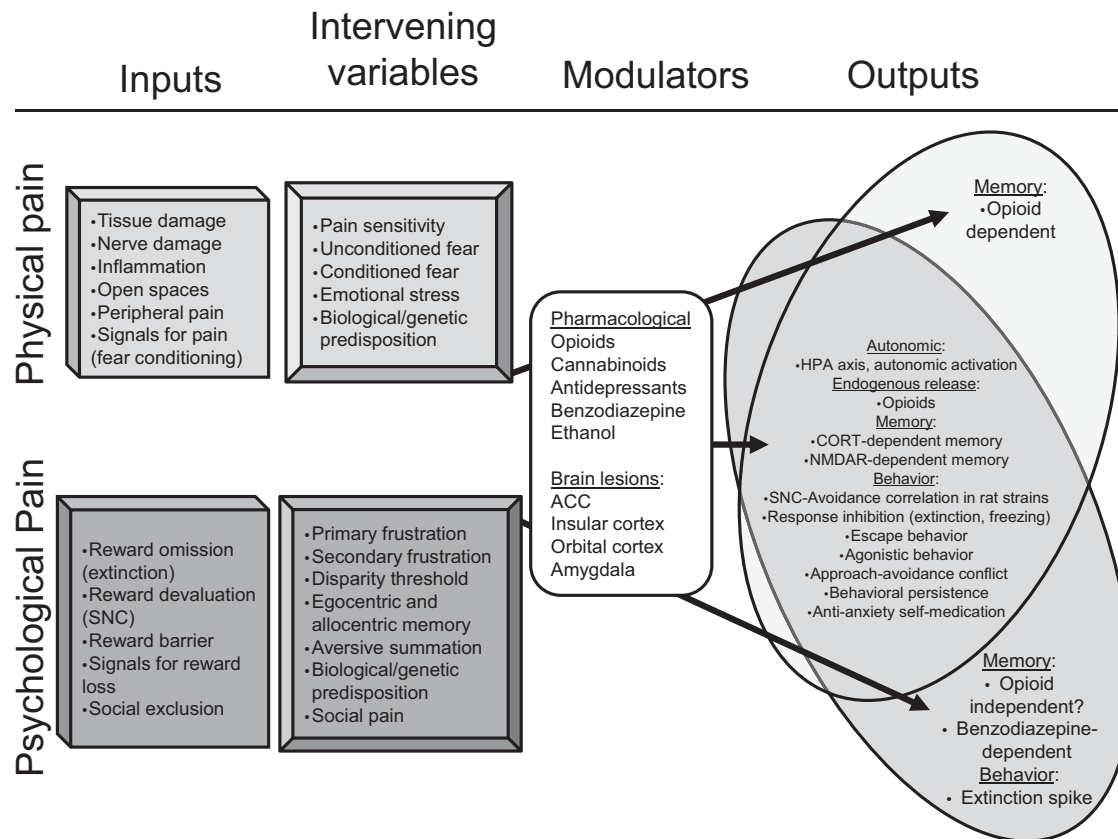 Inputs
Intervening
variables
Modulators
Outputs
Physical pain
•Tissue damage
•Nerve damage
•Inflammation
•Open spaces
•Peripheral pain
•Signals for pain
(fear conditioning)
•Pain sensitivity
•Unconditioned fear
•Conditioned fear
•Emotional stress
•Biological/genetic
predisposition
Psychological Pain
•Reward omission
(extinction)
•Reward devaluation
(SNC)
•Reward barrier
•Signals for reward
loss
•Social exclusion
•Primary frustration
•Secondary frustration
•Disparity threshold
•Egocentric and
allocentric memory
•Aversive summation
•Biological/genetic
predisposition
•Social pain
Pharmacological
Opioids
Cannabinoids
Antidepressants
Benzodiazepine
Ethanol
Brain lesions:
ACC
Insular cortex
Orbital cortex
Amygdala
Memory:
•Opioid
dependent
Autonomic:
•HPA axis, autonomic activation
Endogenous release:
•Opioids
Memory:
•CORT-dependent memory
•NMDAR-dependent memory
Behavior:
•SNC-Avoidance correlation in rat strains
•Response inhibition (extinction, freezing)
•Escape behavior
•Agonistic behavior
•Approach-avoidance conflict
•Behavioral persistence
•Anti-anxiety self-medication
Memory:
• Opioid
independent?
• Benzodiazepine-
dependent
Behavior:
• Extinction spike